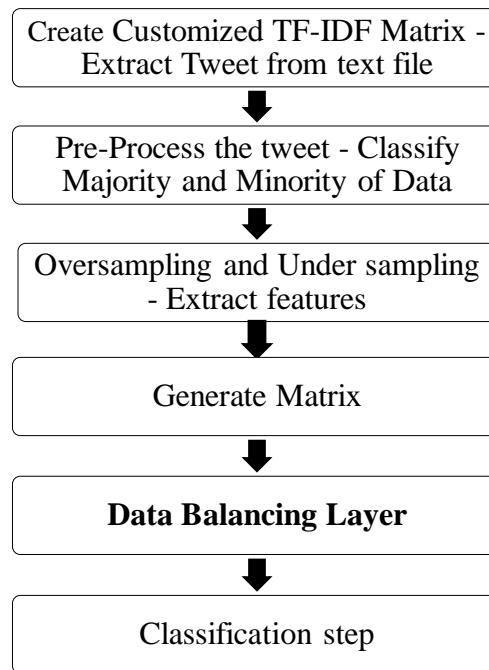 Create Customized TF-IDF Matrix -
Extract Tweet from text file
Pre-Process the tweet - Classify
Majority and Minority of Data
Oversampling and Under sampling
- Extract features
Generate Matrix
Data Balancing Layer
Classification step